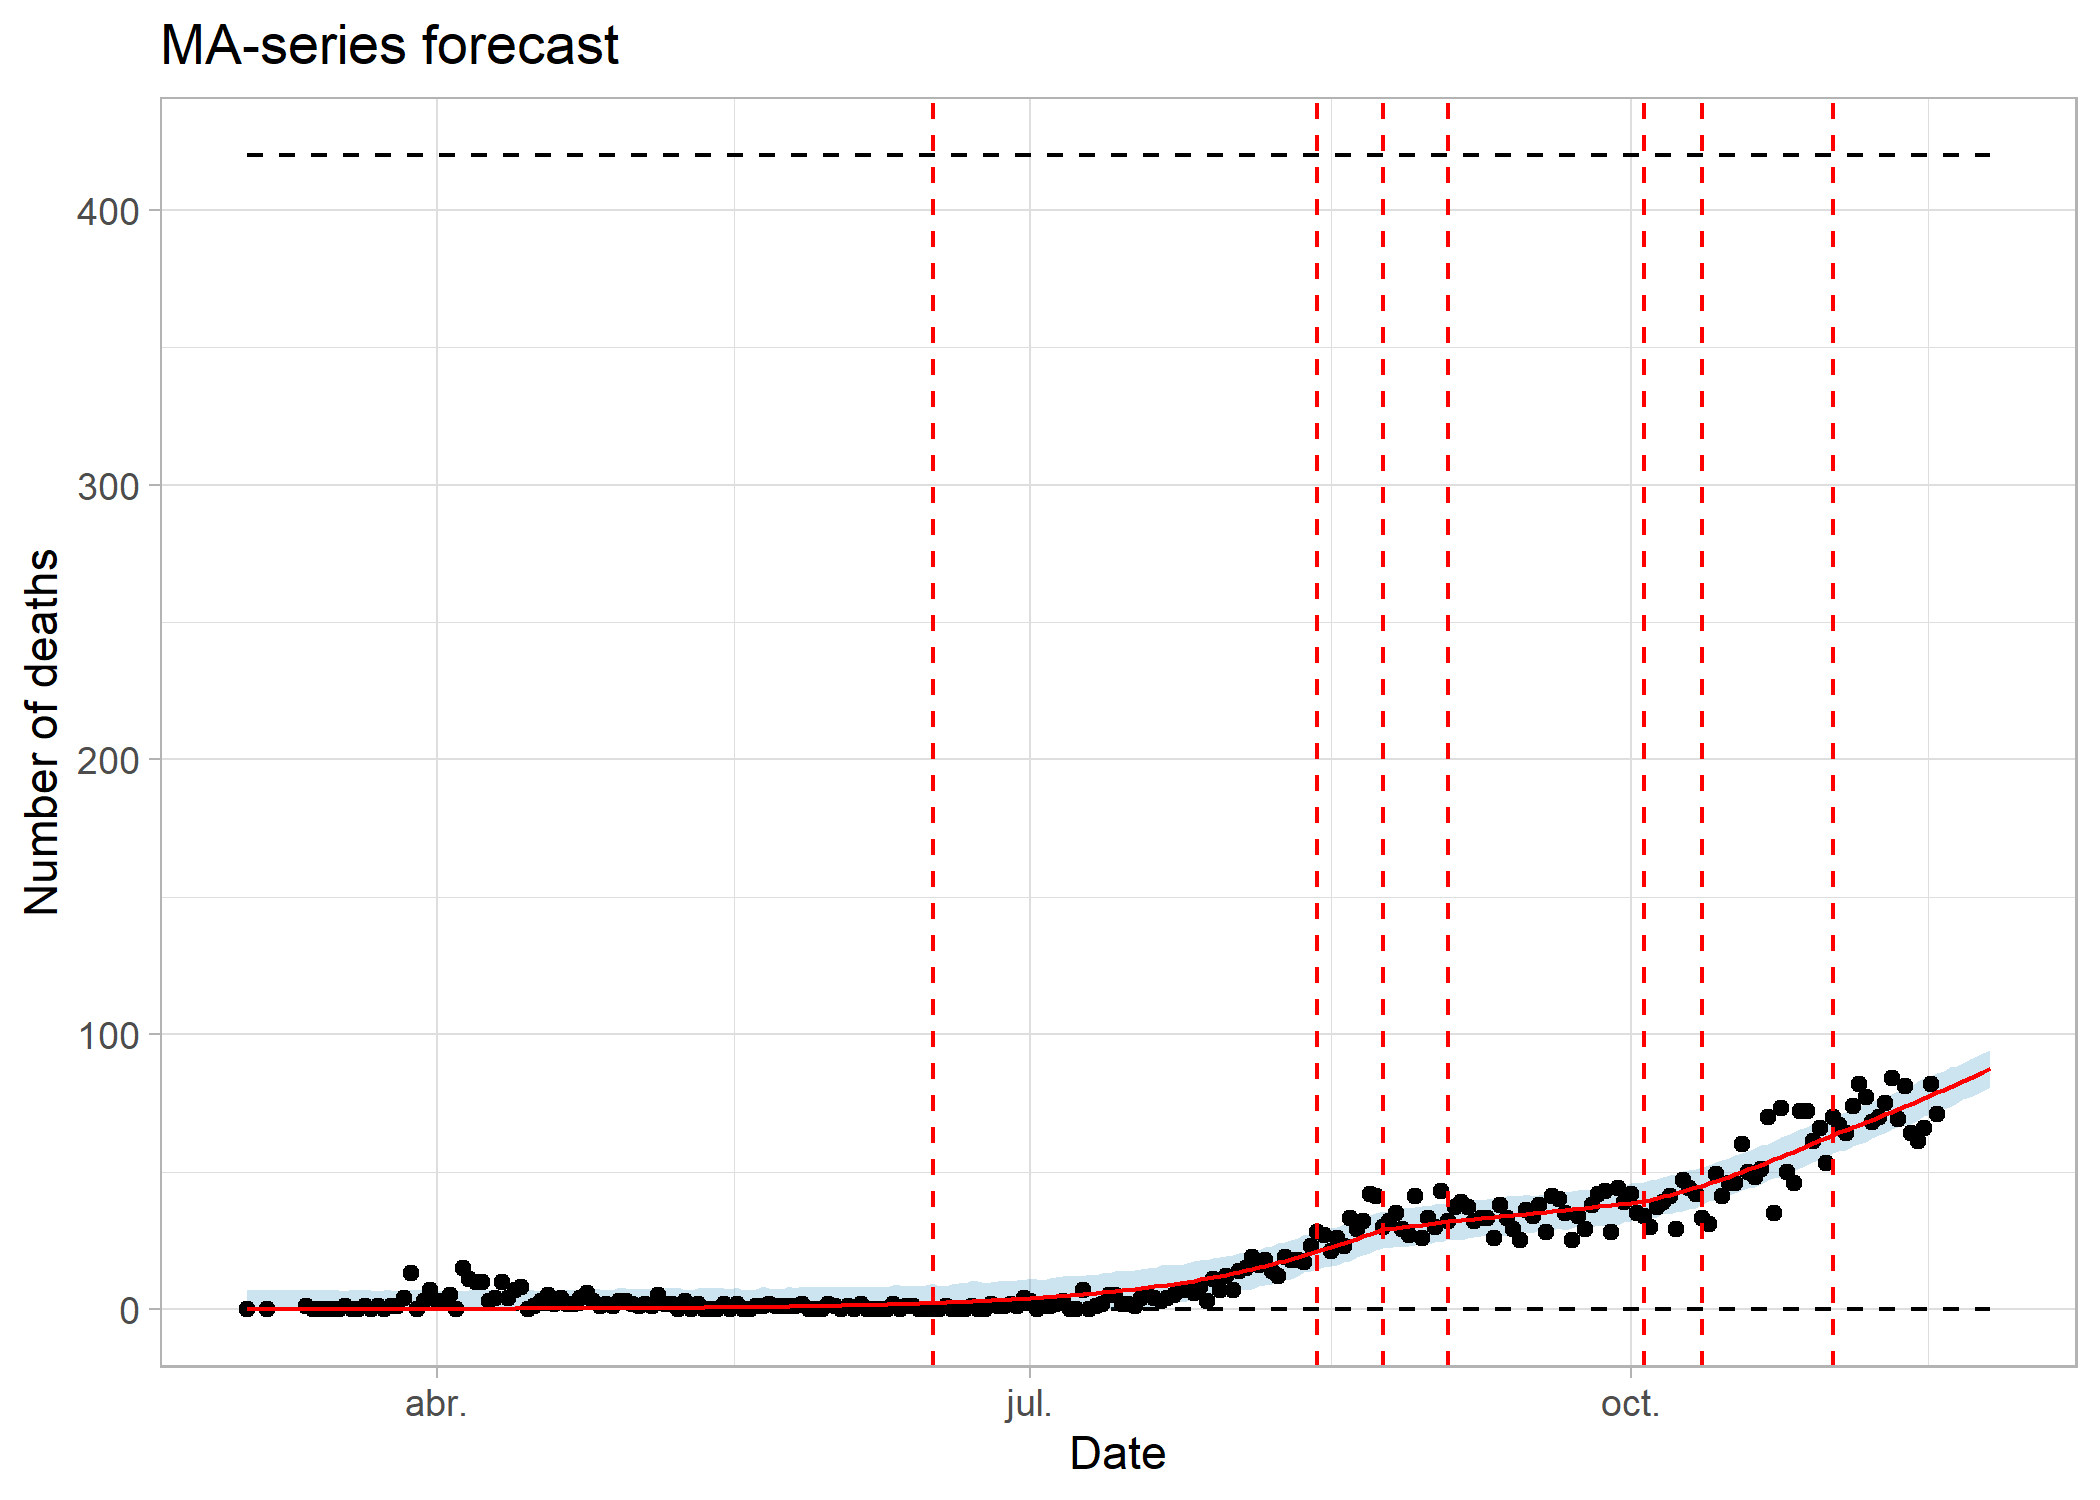 MA-series forecast
400
300
200
100
0
Number of deaths
abr.
jul.
oct.
Date